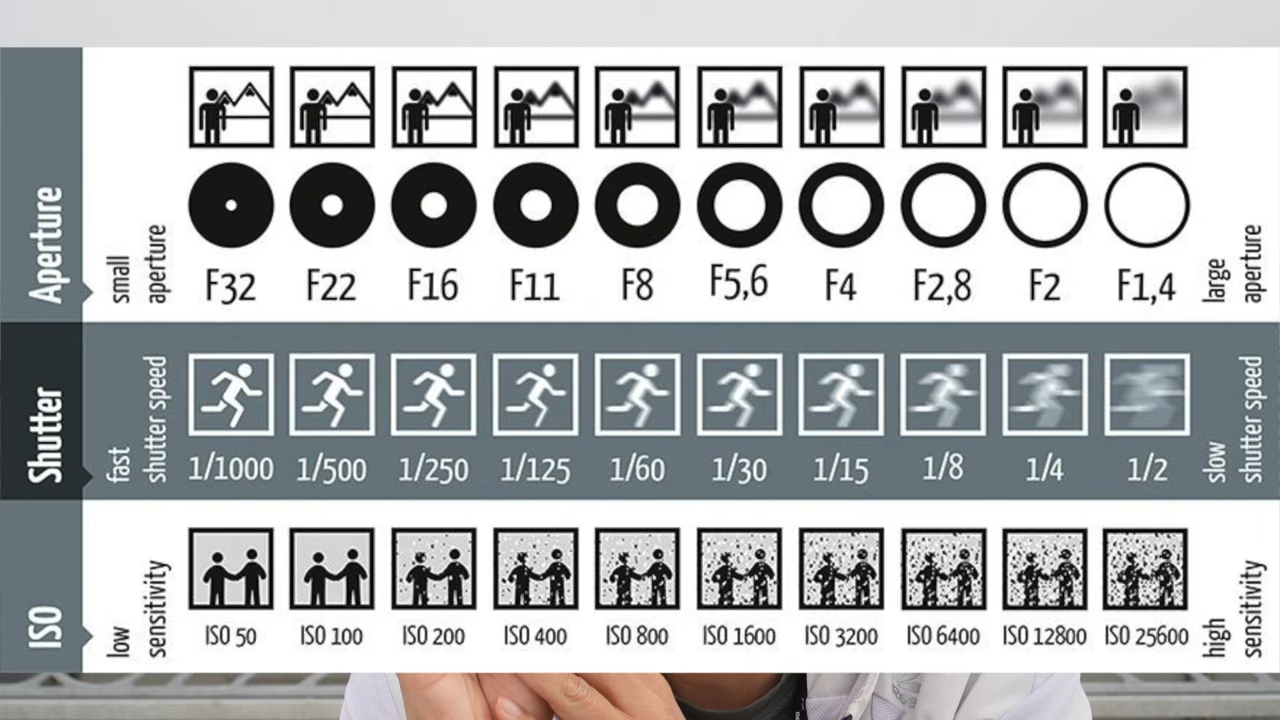 Aperture
small
aperture
F32 F22 F16 F11 F8 F5,6 F4 F2,8 F2 F1,4
large
aperture
Shutter
fast
shutter speed
1/1000 1/500 1/250 1/125 1/60 1/30 1/15 1/8 1/4 1/2
slow
shutter speed
ISO
low
sensitivity
ISO 50 ISO 100 ISO 200 ISO 400 ISO 800 ISO 1600 ISO 3200 ISO 6400 ISO 12800 ISO 25600
high
sensitivity